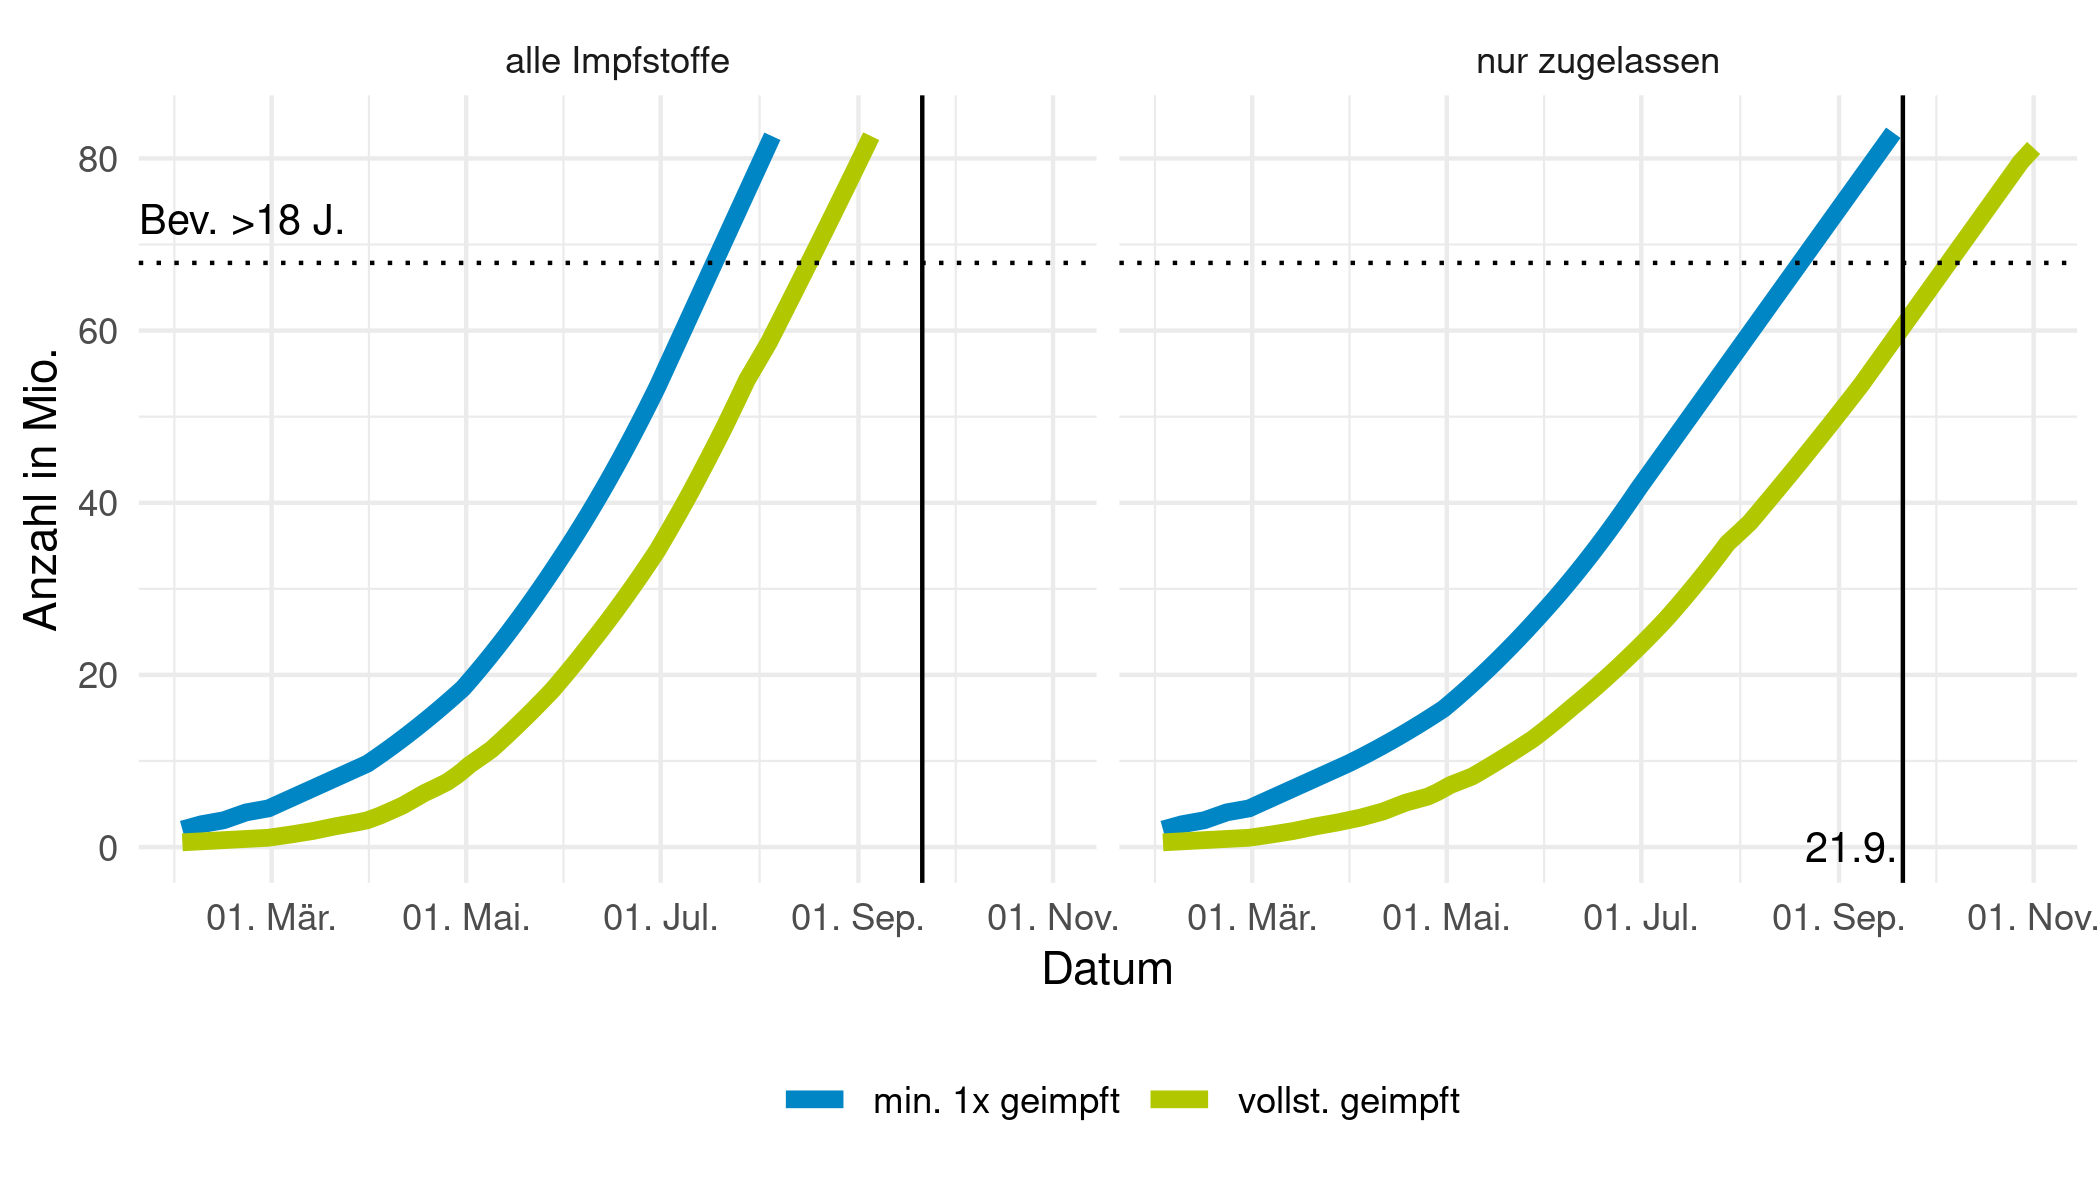 alle Impfstoffe
nur zugelassen
Anzahl in Mio.
80
60
40
20
0
Bev. >18 J.
21.9.
01. Mär.
01. Mai.
01. Jul.
01. Sep.
01. Nov.
01. Mär.
01. Mai.
01. Jul.
01. Sep.
01. Nov.
Datum
min. 1x geimpft
vollst. geimpft